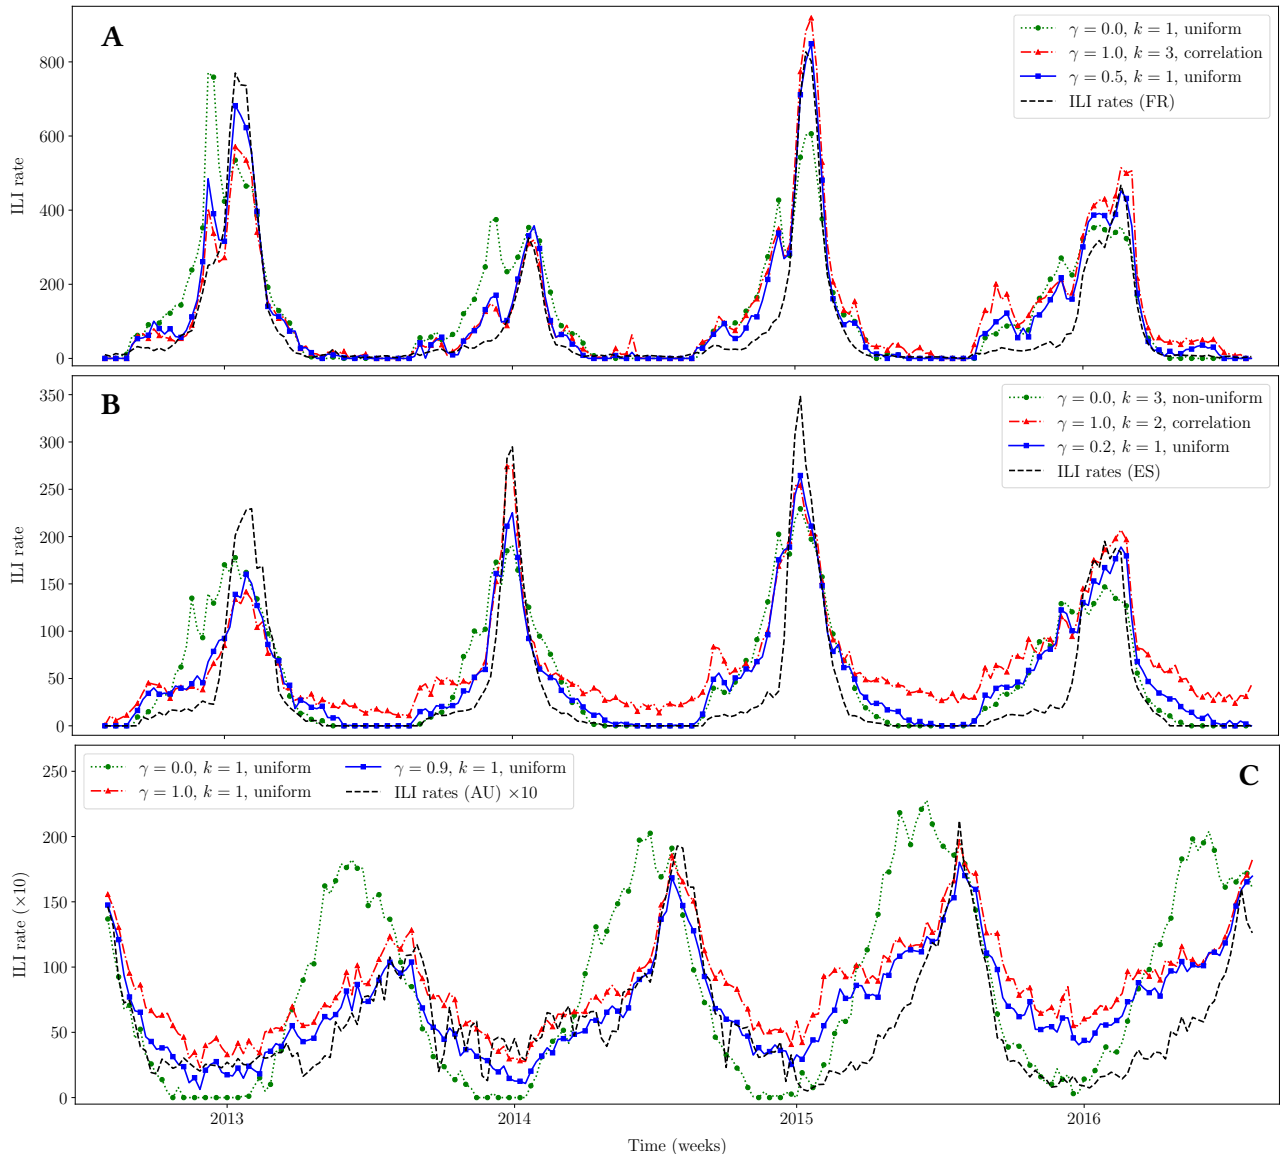 A
γ = 0.0, k = 1, uniform
γ = 1.0, k = 3, correlation
γ = 0.5, k = 1, uniform
ILI rates (FR)
800
600
400
200
0
ILI rate
B
γ = 0.0, k = 3, non-uniform
γ = 1.0, k = 2, correlation
γ = 0.2, k = 1, uniform
ILI rates (ES)
350
300
250
200
150
100
50
0
ILI rate
C
γ = 0.0, k = 1, uniform
γ = 1.0, k = 1, uniform
γ = 0.9, k = 1, uniform
ILI rates (AU) ×10
250
200
150
100
50
0
ILI rate (×10)
2013 2014 2015 2016
Time (weeks)